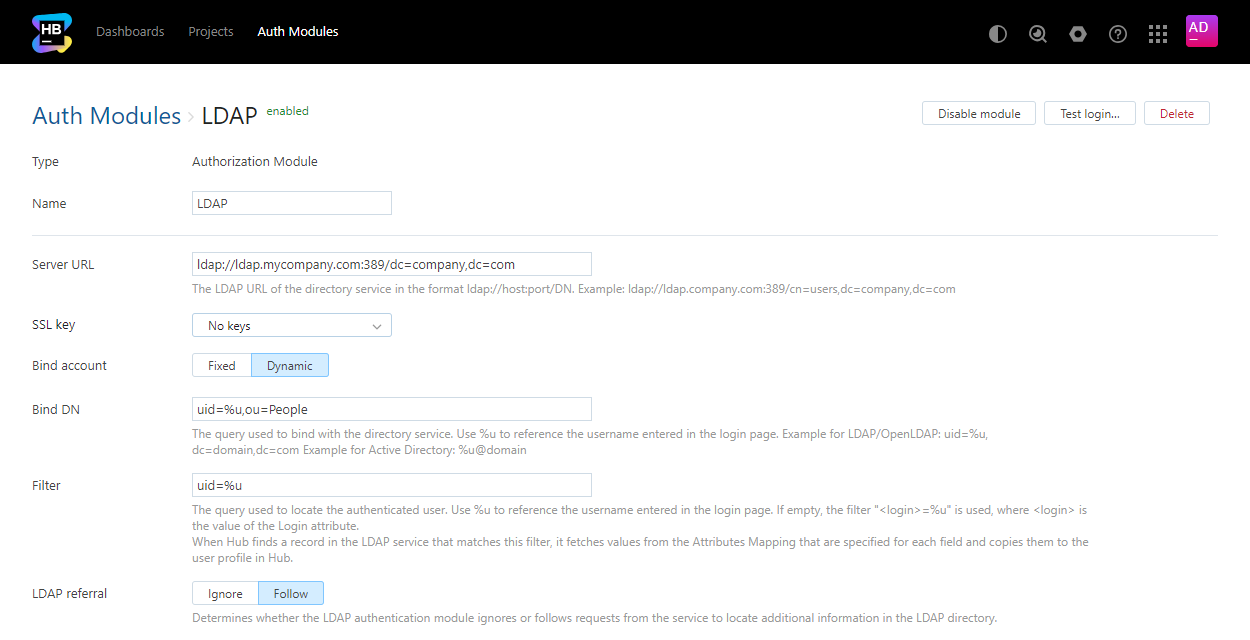 HB Dashboards Projects Auth Modules AD
Auth Modules › LDAP enabled Disable module Test login... Delete
Type Authorization Module
Name LDAP
Server URL ldap://ldap.mycompany.com:389/dc=company,dc=com
The LDAP URL of the directory service in the format ldap://host:port/DN. Example: ldap://ldap.company.com:389/cn=users,dc=company,dc=com
SSL key No keys
Bind account Fixed Dynamic
Bind DN uid=%u,ou=People
The query used to bind with the directory service. Use %u to reference the username entered in the login page. Example for LDAP/OpenLDAP: uid=%u,
dc=domain,dc=com Example for Active Directory: %u@domain
Filter uid=%u
The query used to locate the authenticated user. Use %u to reference the username entered in the login page. If empty, the filter "<login>=%u" is used, where <login> is
the value of the Login attribute.
When Hub finds a record in the LDAP service that matches this filter, it fetches values from the Attributes Mapping that are specified for each field and copies them to the
user profile in Hub.
LDAP referral Ignore Follow
Determines whether the LDAP authentication module ignores or follows requests from the service to locate additional information in the LDAP directory.